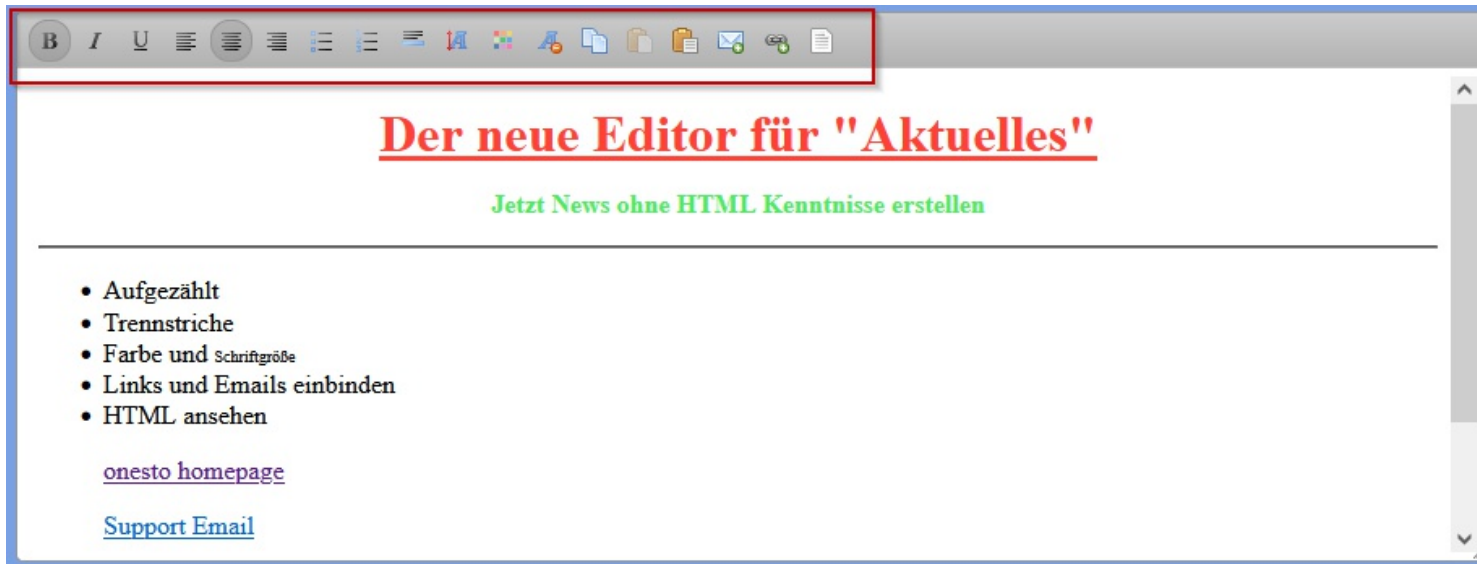 B I U
Der neue Editor für "Aktuelles"
Jetzt News ohne HTML Kenntnisse erstellen
• Aufgezählt
• Trennstriche
• Farbe und Schriftgröße
• Links und Emails einbinden
• HTML ansehen
onesto homepage
Support Email